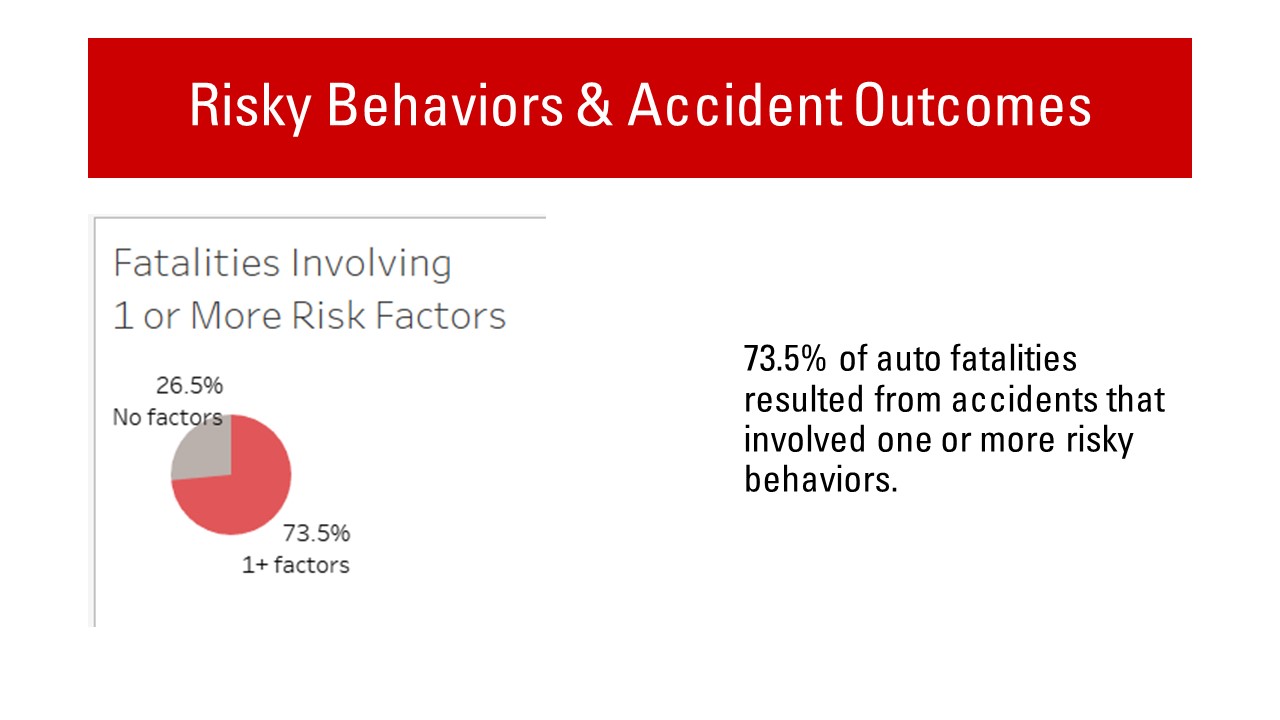 Risky Behaviors & Accident Outcomes
Fatalities Involving
1 or More Risk Factors
26.5%
No factors
73.5%
1+ factors
73.5% of auto fatalities
resulted from accidents that
involved one or more risky
behaviors.